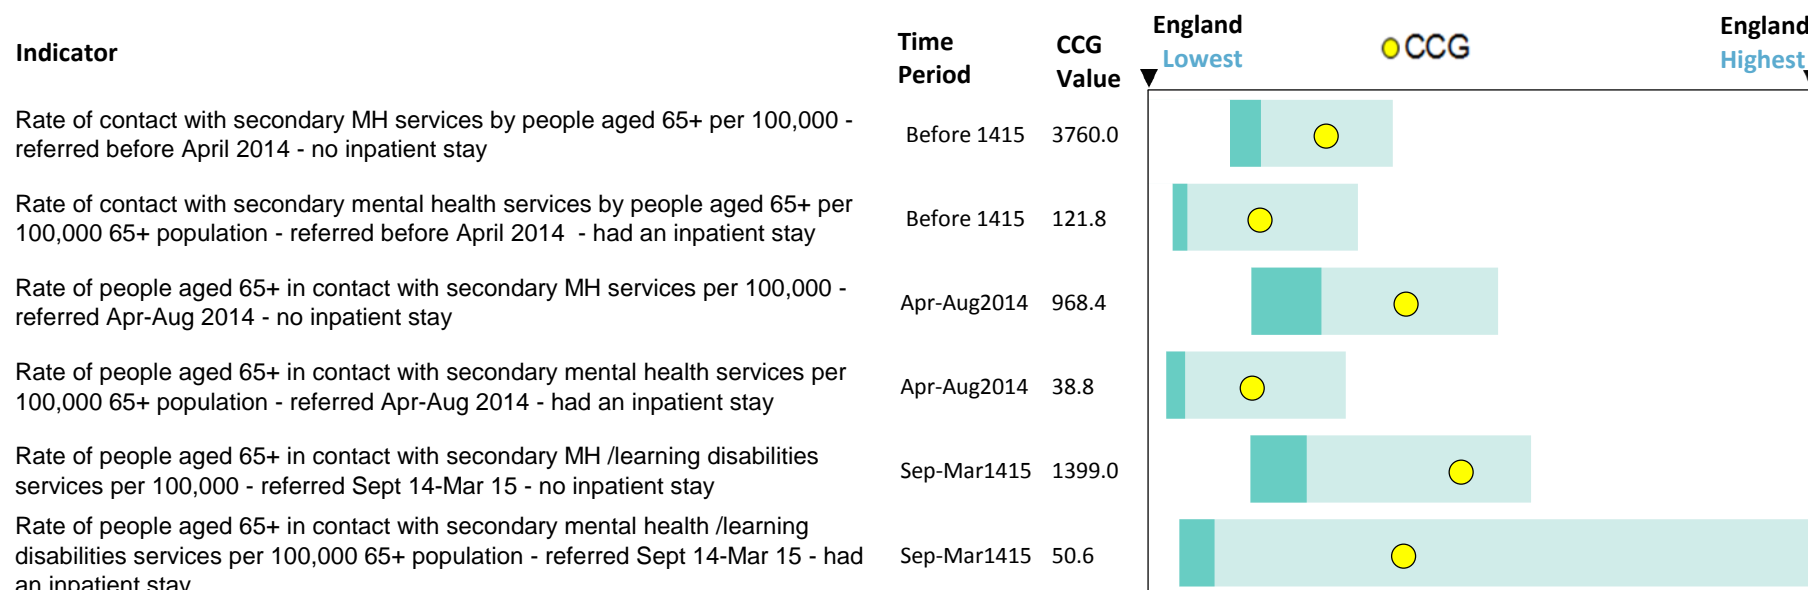 Indicator
Time Period
CCG Value
England Lowest
CCG
England Highest
Rate of contact with secondary MH services by people aged 65+ per 100,000 -
referred before April 2014 - no inpatient stay
Before 1415 3760.0
Rate of contact with secondary mental health services by people aged 65+ per
100,000 65+ population - referred before April 2014  - had an inpatient stay
Before 1415 121.8
Rate of people aged 65+ in contact with secondary MH services per 100,000 -
referred Apr-Aug 2014 - no inpatient stay
Apr-Aug2014 968.4
Rate of people aged 65+ in contact with secondary mental health services per
100,000 65+ population - referred Apr-Aug 2014 - had an inpatient stay
Apr-Aug2014 38.8
Rate of people aged 65+ in contact with secondary MH /learning disabilities
services per 100,000 - referred Sept 14-Mar 15 - no inpatient stay
Sep-Mar1415 1399.0
Rate of people aged 65+ in contact with secondary mental health /learning
disabilities services per 100,000 65+ population - referred Sept 14-Mar 15 - had
an inpatient stay
Sep-Mar1415 50.6